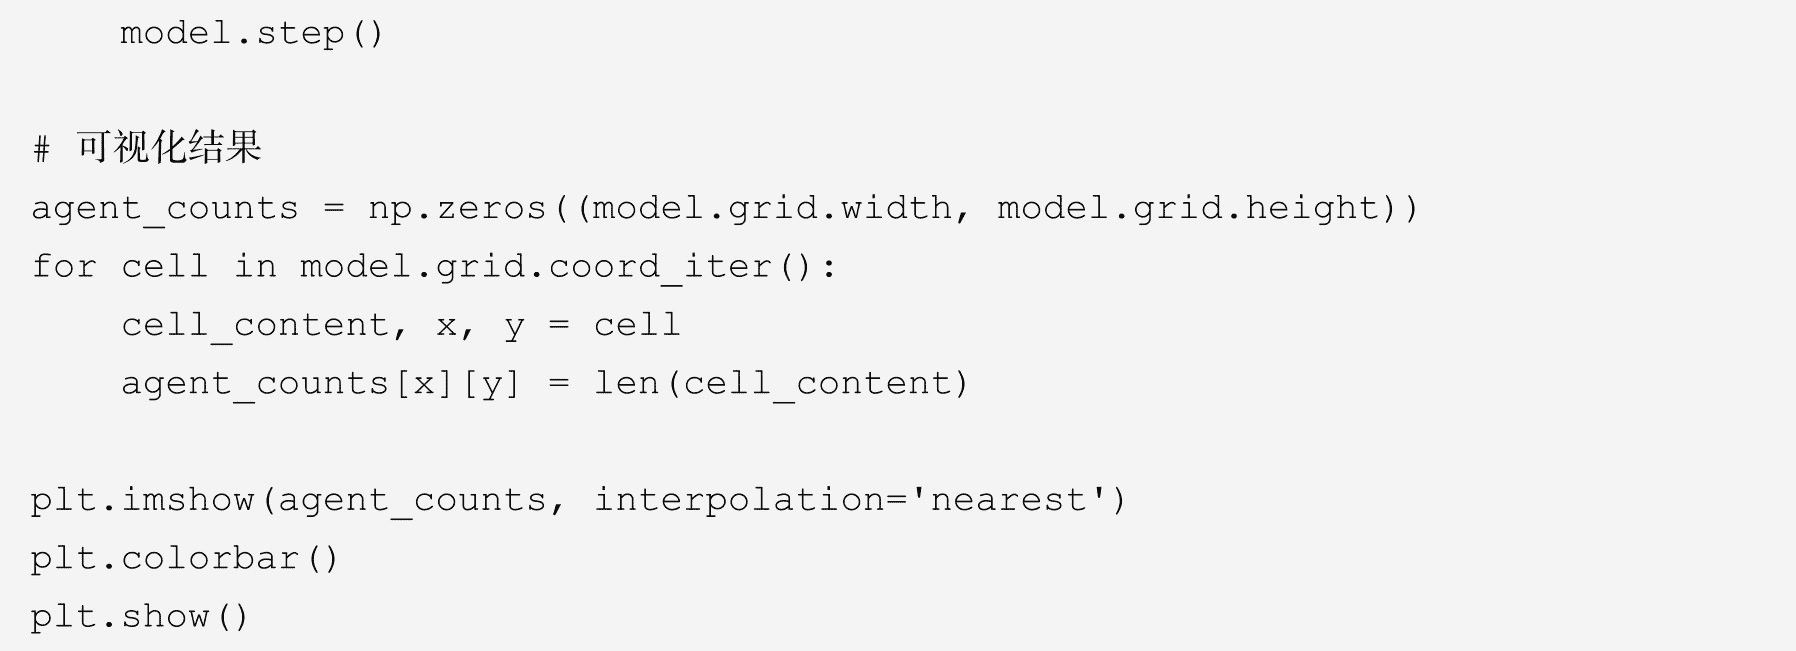 model.step()

# 可视化结果
agent_counts = np.zeros((model.grid.width, model.grid.height))
for cell in model.grid.coord_iter():
    cell_content, x, y = cell
    agent_counts[x][y] = len(cell_content)

plt.imshow(agent_counts, interpolation='nearest')
plt.colorbar()
plt.show()